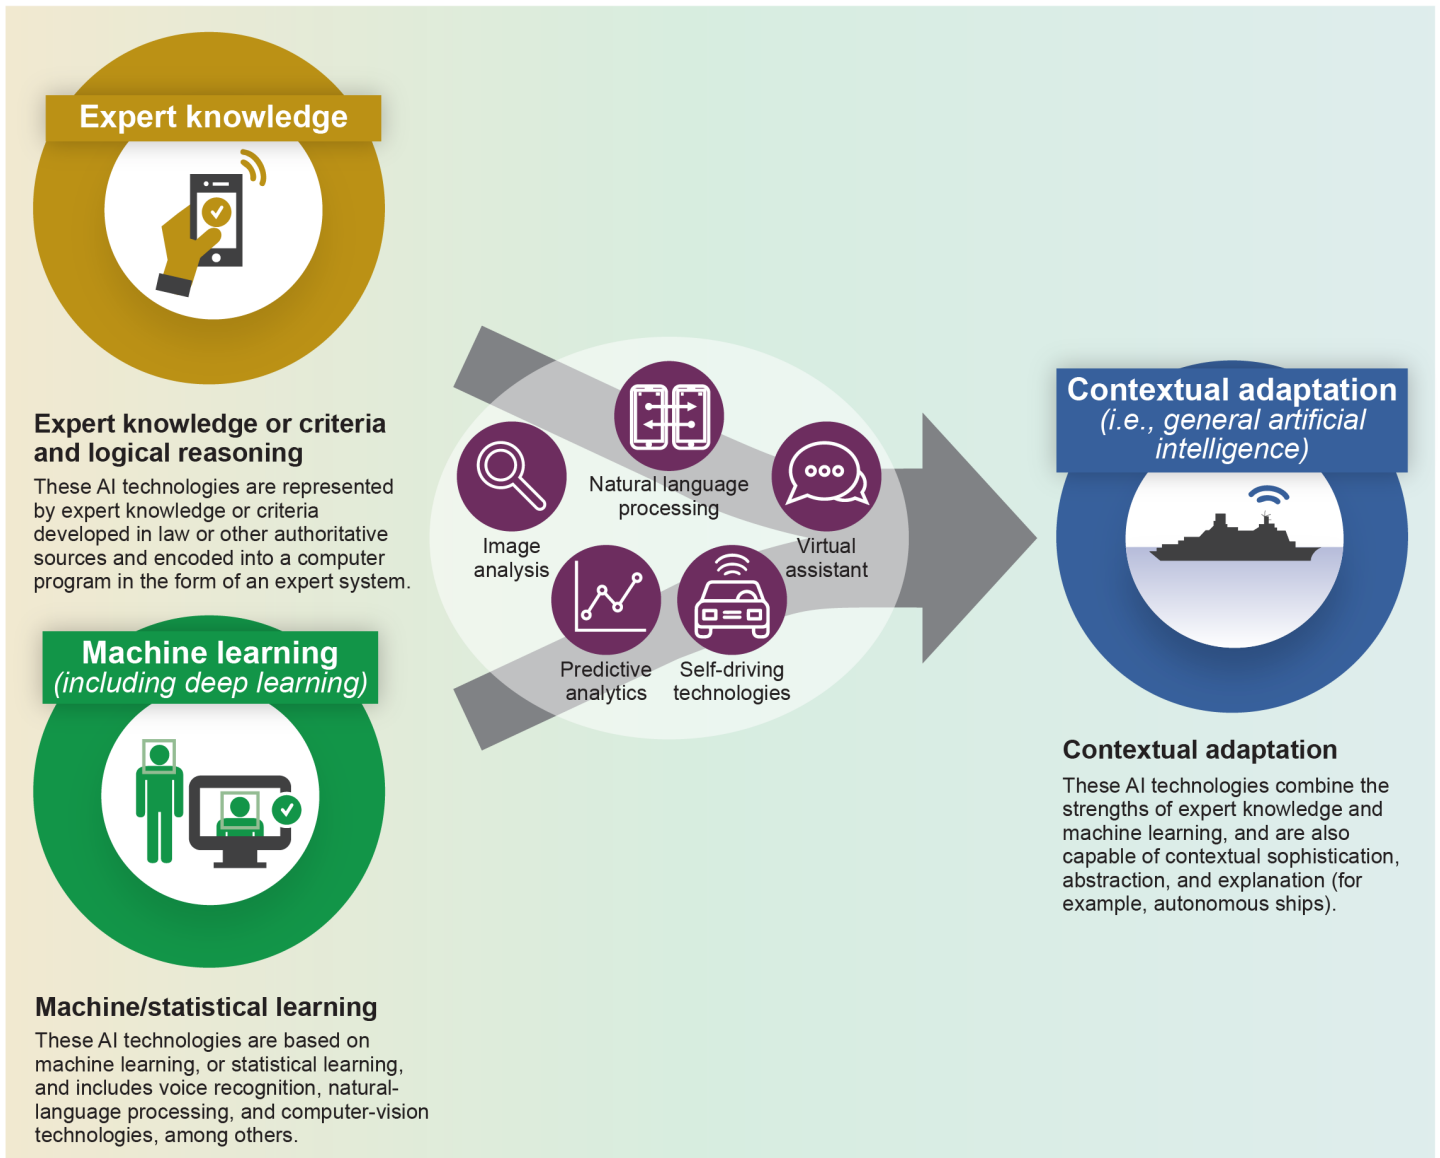 Expert knowledge
Expert knowledge or criteria
and logical reasoning
These AI technologies are represented
by expert knowledge or criteria
developed in law or other authoritative
sources and encoded into a computer
program in the form of an expert system.
Machine learning
(including deep learning)
Machine/statistical learning
These AI technologies are based on
machine learning, or statistical learning,
and includes voice recognition, natural-
language processing, and computer-vision
technologies, among others.
Image
analysis
Natural language
processing
Virtual
assistant
Predictive
analytics
Self-driving
technologies
Contextual adaptation
(i.e., general artificial
intelligence)
Contextual adaptation
These AI technologies combine the
strengths of expert knowledge and
machine learning, and are also
capable of contextual sophistication,
abstraction, and explanation (for
example, autonomous ships).